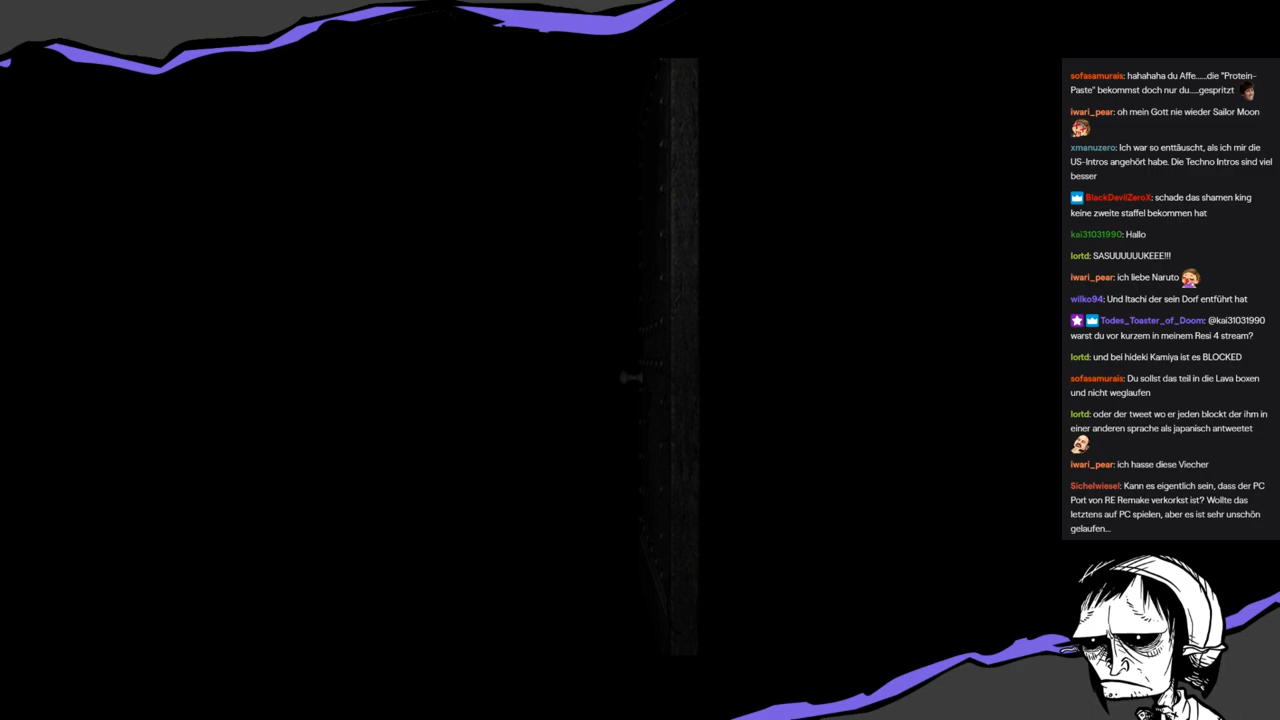 sofasamurais: hahahaha du Affe......die "Protein-
Paste" bekommst doch nur du.....gespritzt
iwari_pear: oh mein Gott nie wieder Sailor Moon
xmanuzero: Ich war so enttäuscht, als ich mir die
US-Intros angehört habe. Die Techno Intros sind viel
besser
BlackDevilZeroX: schade das shamen king
keine zweite staffel bekommen hat
kai31031990: Hallo
lortd: SASUUUUUUKEEE!!!
iwari_pear: ich liebe Naruto
wilko94: Und Itachi der sein Dorf entführt hat
Todes_Toaster_of_Doom: @kai31031990
warst du vor kurzem in meinem Resi 4 stream?
lortd: und bei hideki Kamiya ist es BLOCKED
sofasamurais: Du sollst das teil in die Lava boxen
und nicht weglaufen
lortd: oder der tweet wo er jeden blockt der ihm in
einer anderen sprache als japanisch antweetet
iwari_pear: ich hasse diese Viecher
Sichelwiesel: Kann es eigentlich sein, dass der PC
Port von RE Remake verkorkst ist? Wollte das
letztens auf PC spielen, aber es ist sehr unschön
gelaufen...